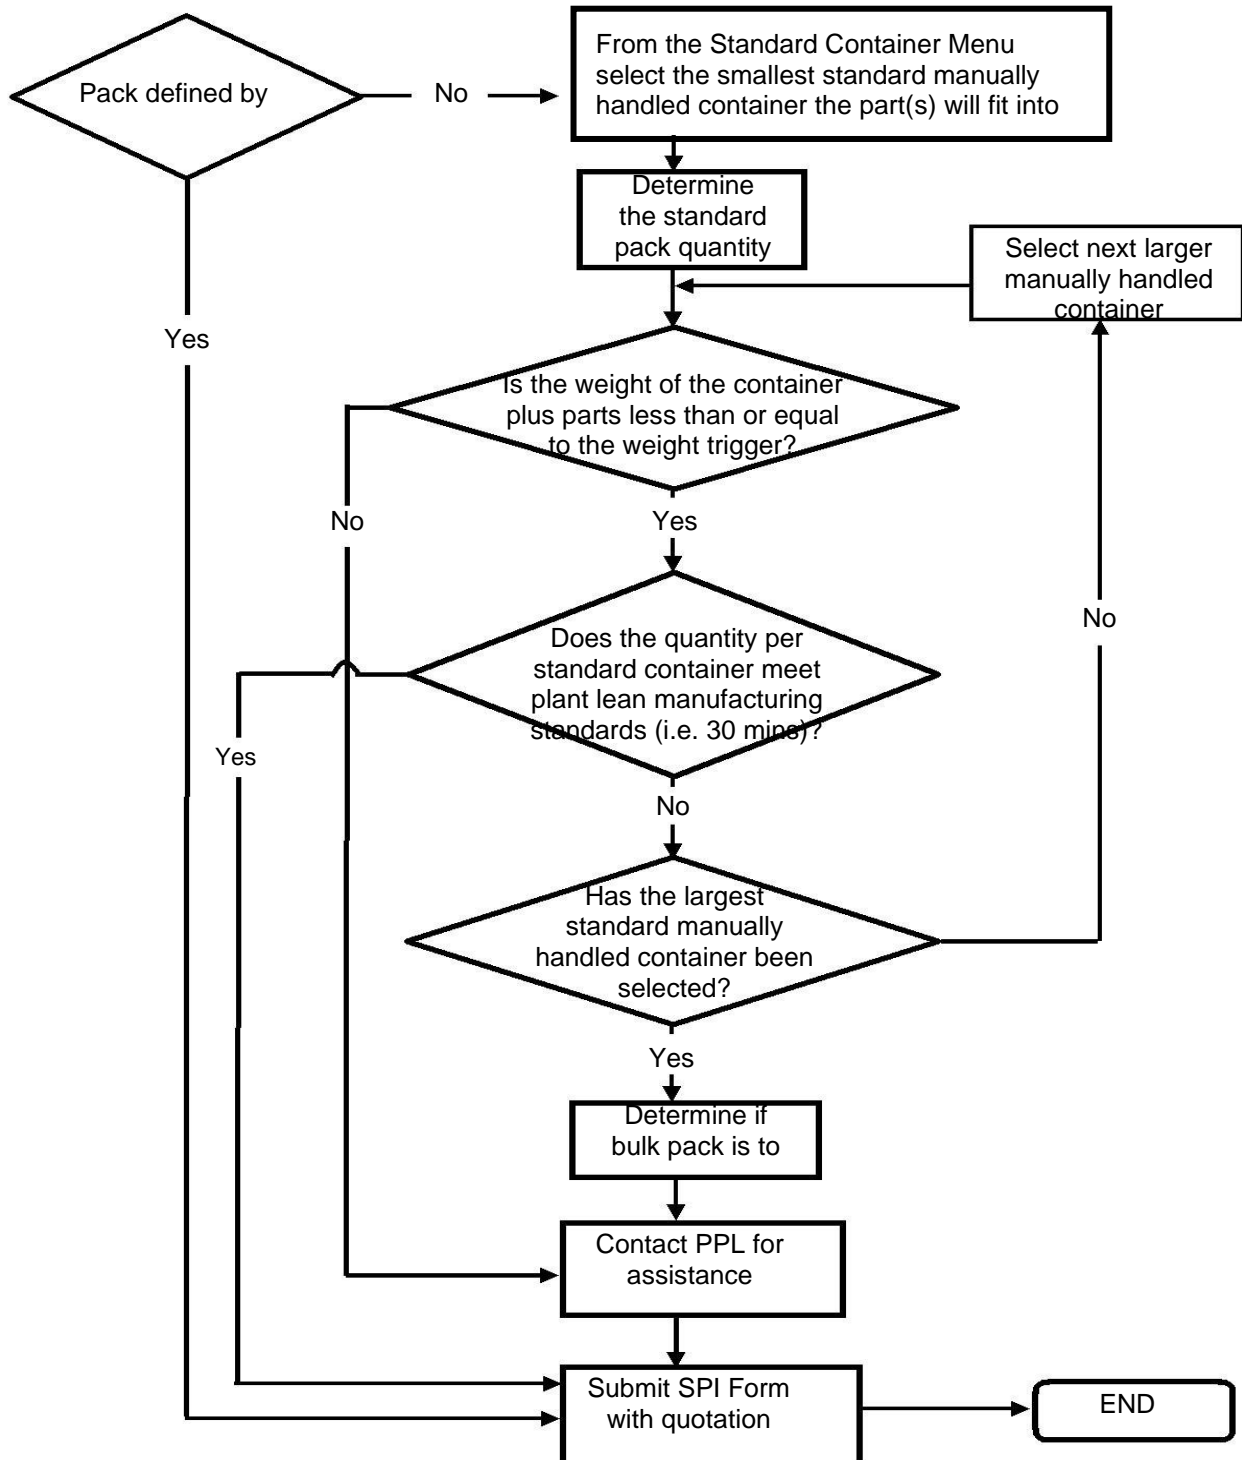 Pack defined by
No
From the Standard Container Menu
select the smallest standard manually
handled container the part(s) will fit into
Determine
the standard
pack quantity
Select next larger
manually handled
container
Yes
Is the weight of the container
plus parts less than or equal
to the weight trigger?
No
Yes
No
Does the quantity per
standard container meet
plant lean manufacturing
standards (i.e. 30 mins)?
Yes
No
Has the largest
standard manually
handled container been
selected?
Yes
Determine if
bulk pack is to
Contact PPL for
assistance
Submit SPI Form
with quotation
END